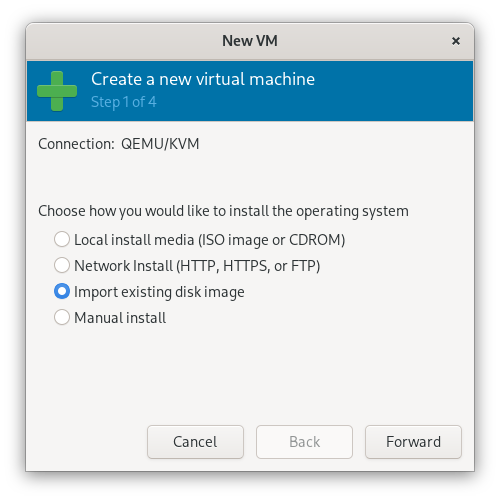 New VM
Create a new virtual machine
Step 1 of 4
Connection: QEMU/KVM
Choose how you would like to install the operating system
Local install media (ISO image or CDROM)
Network Install (HTTP, HTTPS, or FTP)
Import existing disk image
Manual install
Cancel Back Forward